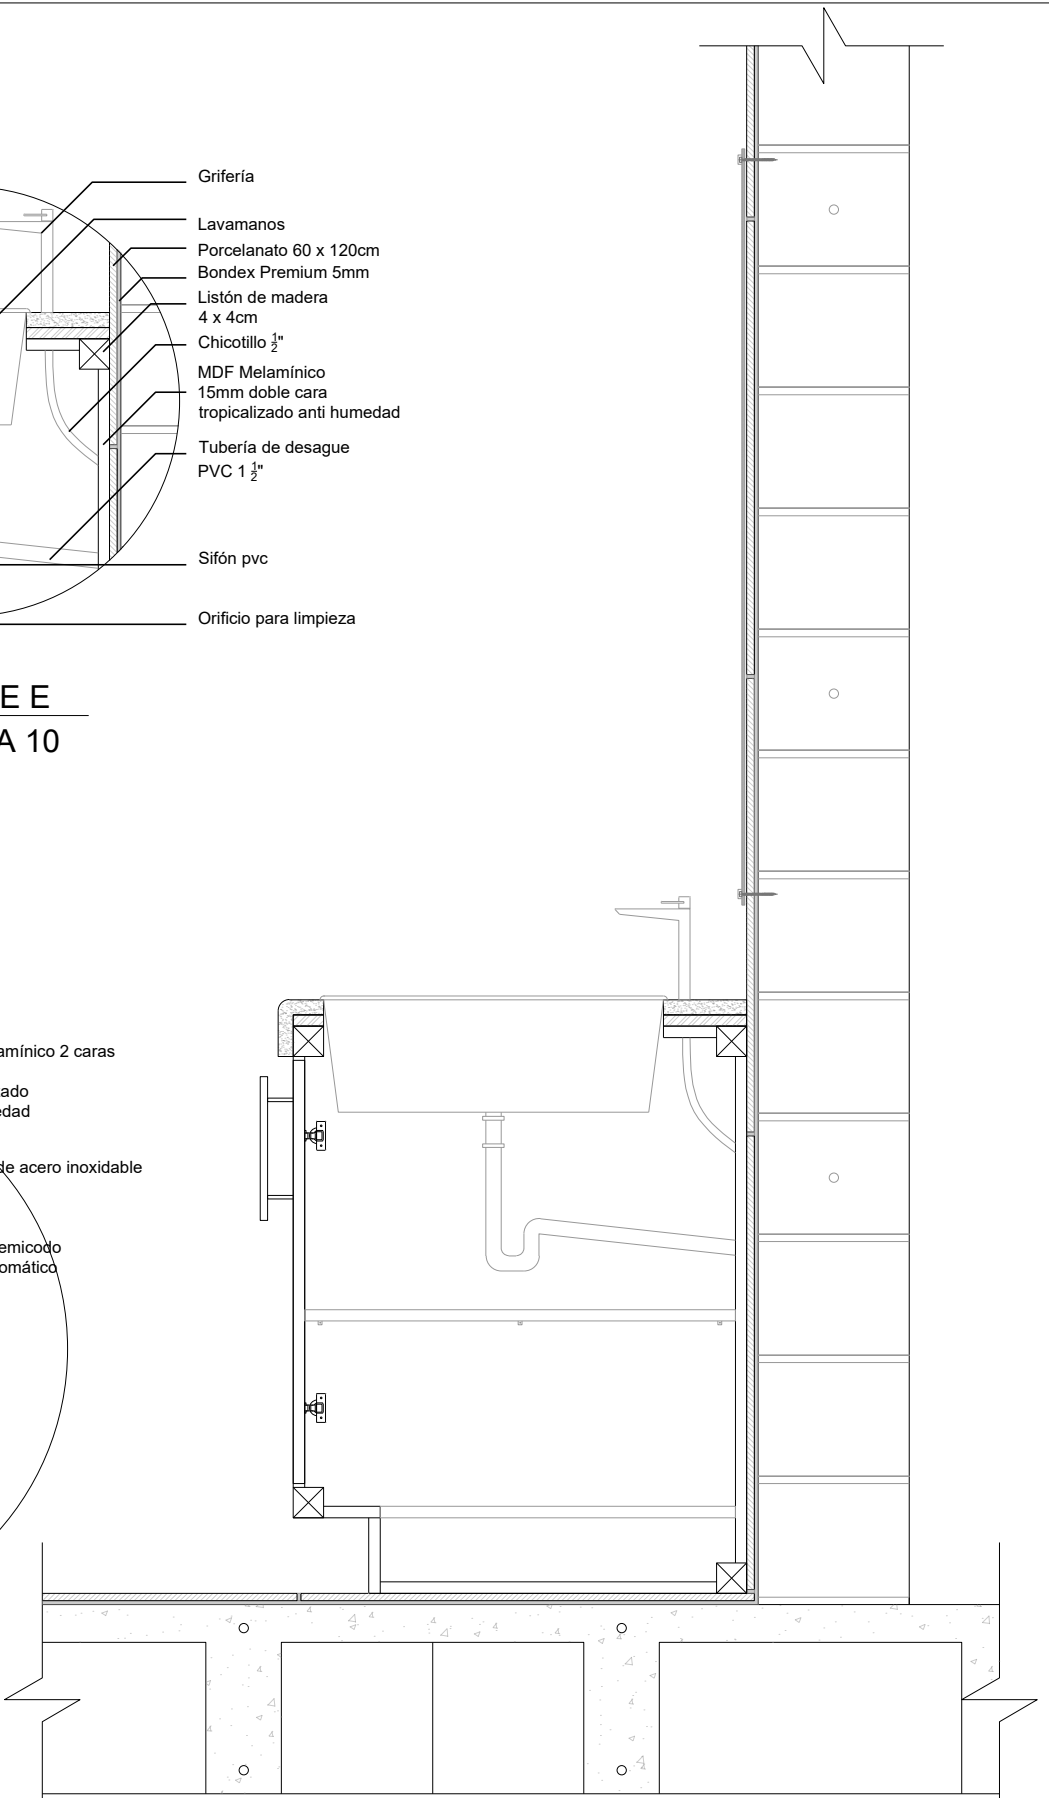 Grifería
Lavamanos
Porcelanato 60 x 120cm
Bondex Premium 5mm
Listón de madera
4 x 4cm
Chicotillo ½"
MDF Melamínico
15mm doble cara
tropicalizado anti humedad
Tubería de desague
PVC 1 ½"
Sifón pvc
Orificio para limpieza
E E
A 10
amínico 2 caras
ado
edad
de acero inoxidable
emicodo
omático